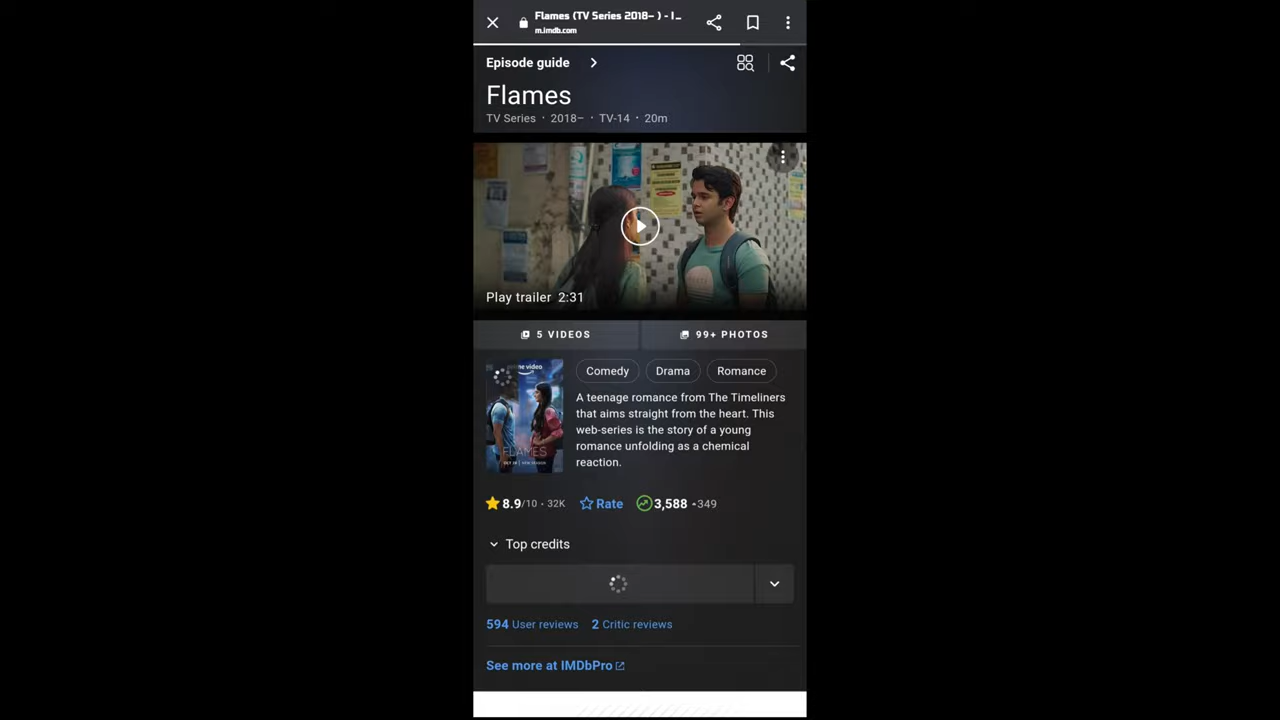 Flames (TV Series 2018– ) - I...
m.imdb.com
Episode guide
Flames
TV Series · 2018– · TV-14 · 20m
Play trailer 2:31
5 VIDEOS
99+ PHOTOS
Comedy
Drama
Romance
A teenage romance from The Timeliners
that aims straight from the heart. This
web-series is the story of a young
romance unfolding as a chemical
reaction.
FLAMES
8.9/10 · 32K
Rate
3,588
349
Top credits
594 User reviews
2 Critic reviews
See more at IMDbPro